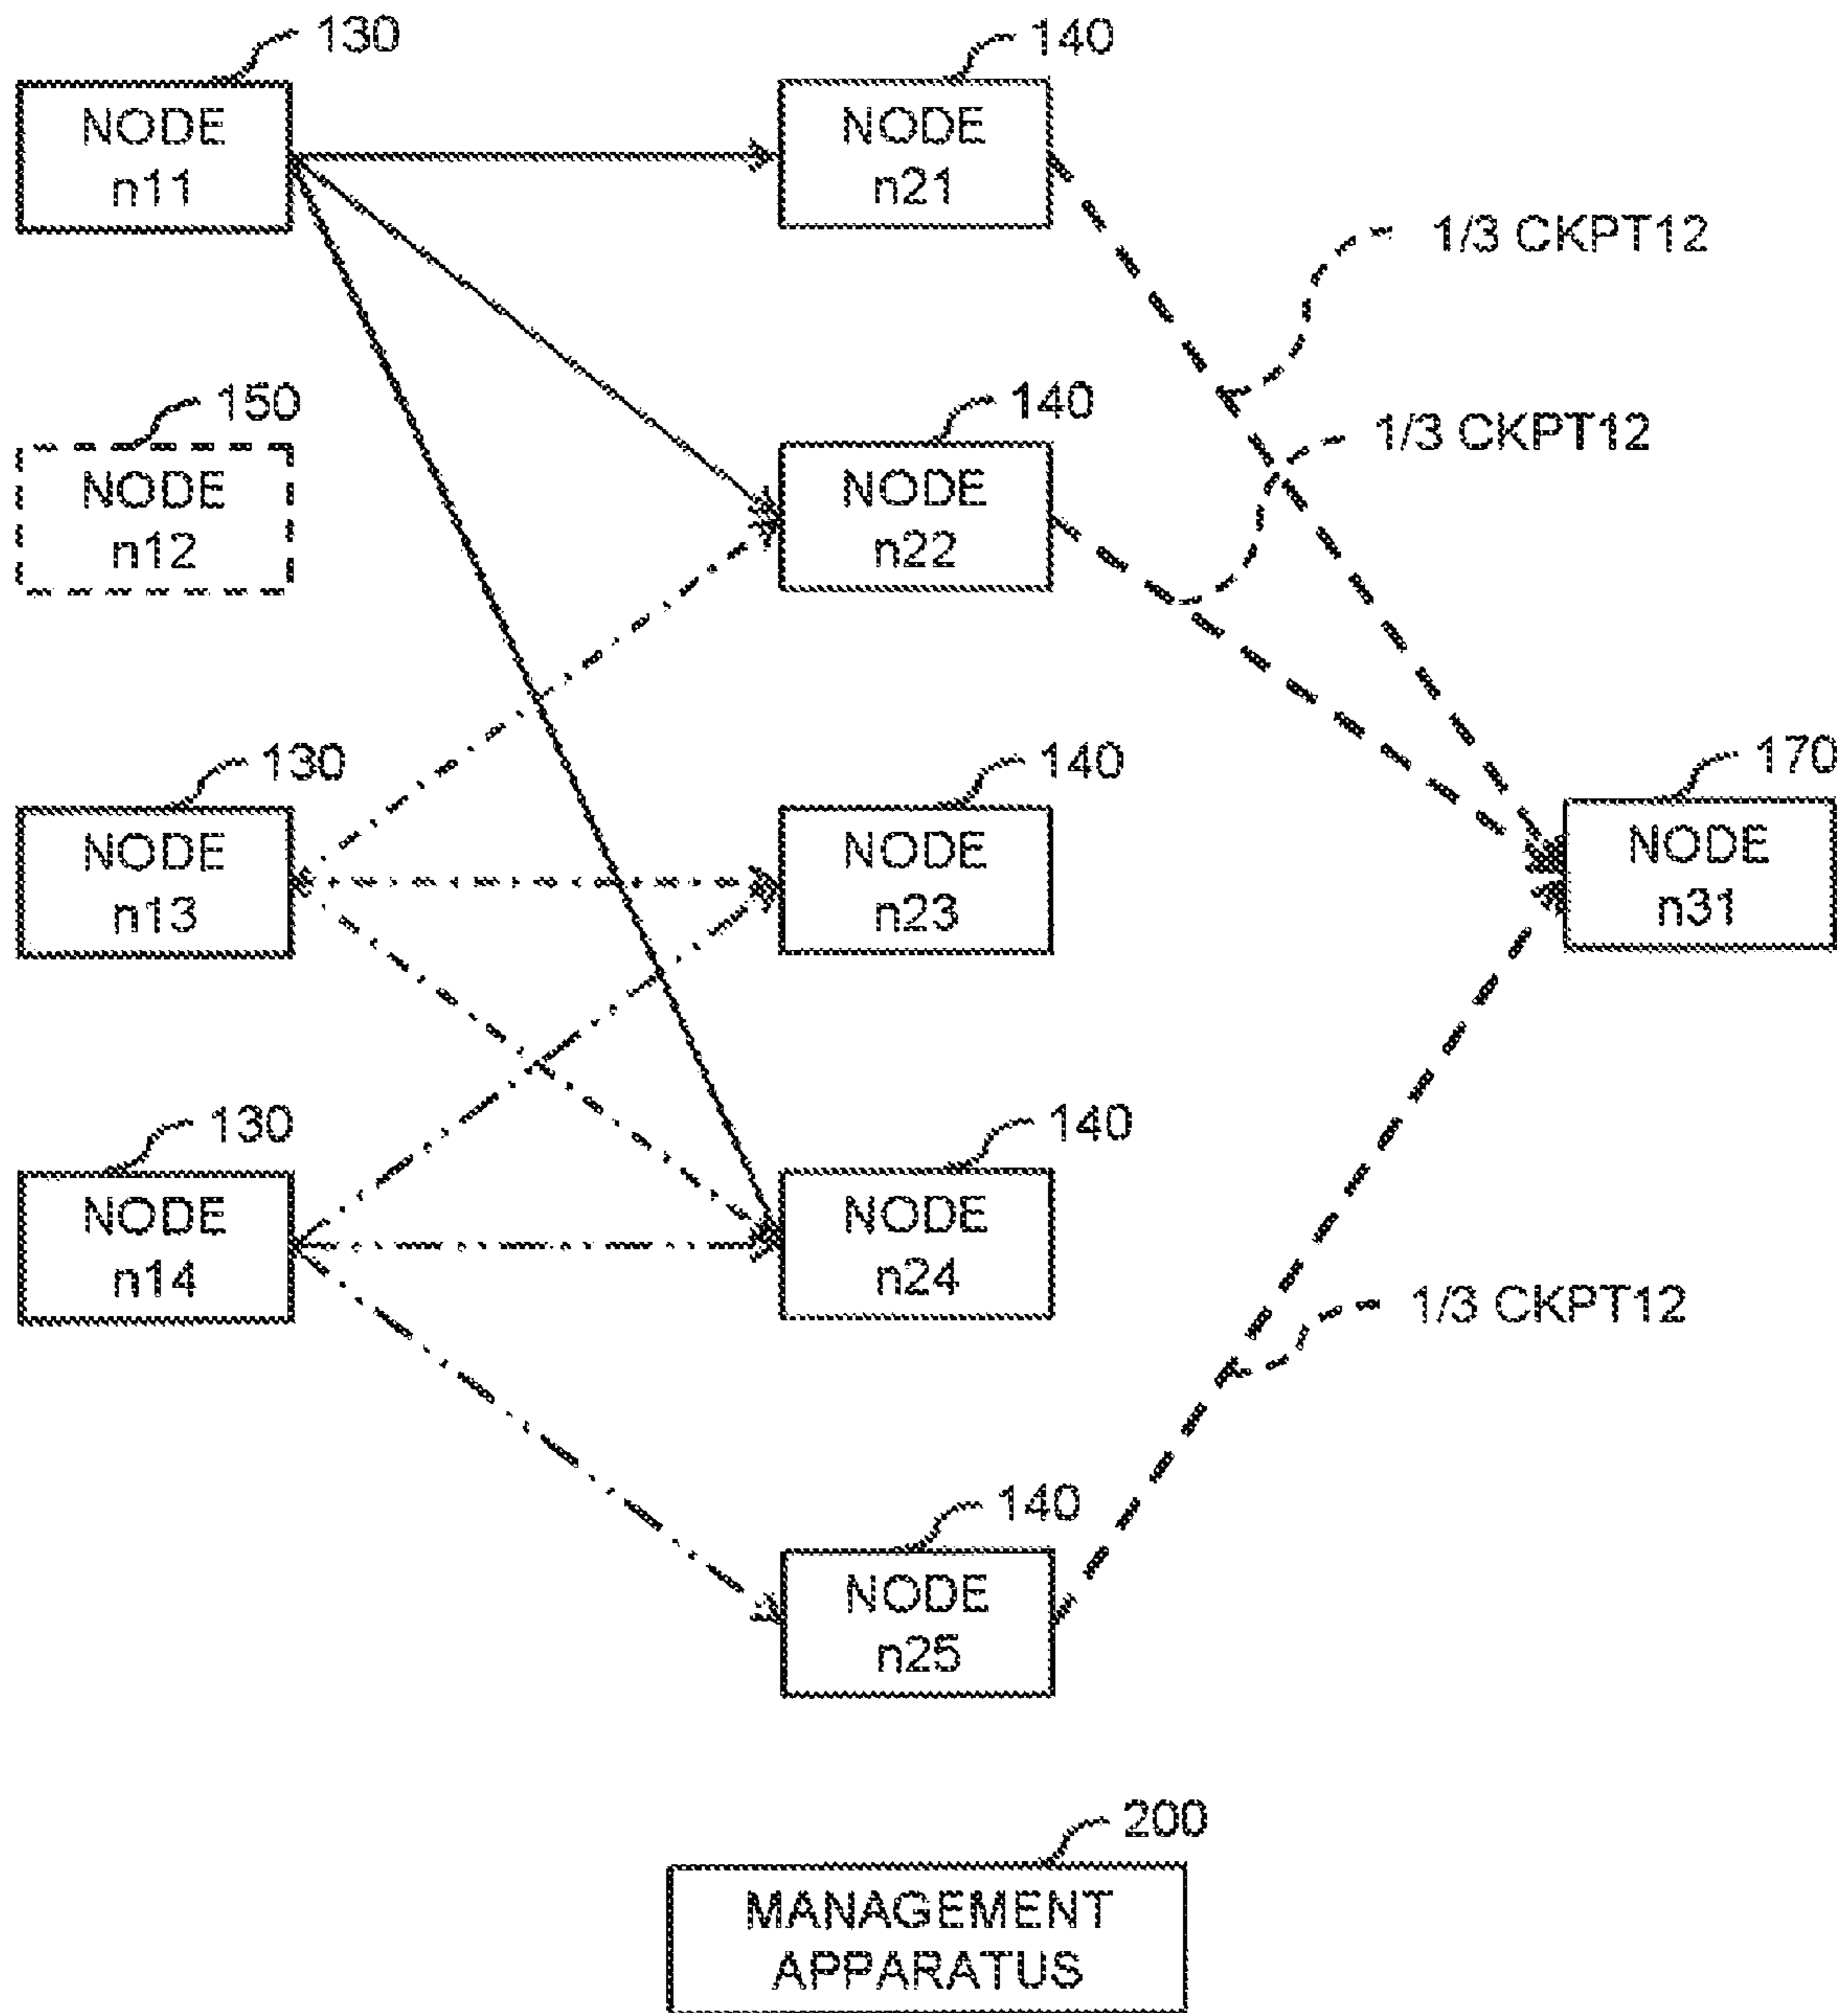 130
140
NODE
n11
NODE
n21
1/3 CKPT12
150
140
1/3 CKPT12
NODE
n12
NODE
n22
130
140
170
NODE
n13
NODE
n23
NODE
n31
130
140
NODE
n14
NODE
n24
1/3 CKPT12
140
NODE
n25
200
MANAGEMENT
APPARATUS